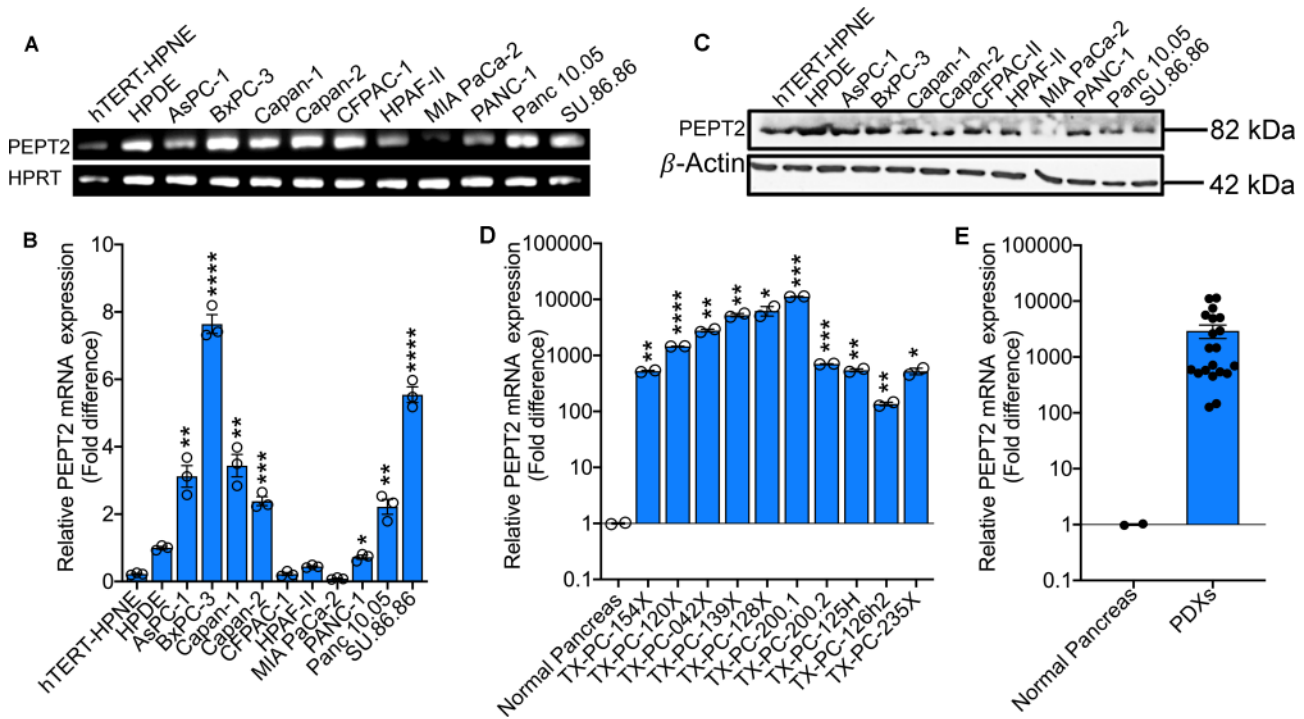 A
hTERT-HPNE
HPDE
AsPC-1
BxPC-3
Capan-1
Capan-2
CFPAC-1
HPAF-II
MIA PaCa-2
PANC-1
Panc 10.05
SU.86.86
PEPT2
HPRT
C
hTERT-HPNE
HPDE
AsPC-1
BxPC-3
Capan-1
Capan-2
CFPAC-II
HPAF-II
MIA PaCa-2
PANC-1
Panc 10.05
SU.86.86
PEPT2
82 kDa
β-Actin
42 kDa
B
Relative PEPT2 mRNA expression
(Fold difference)
10
8
6
4
2
0
**
****
**
***
*
**
****
hTERT-HPNE
HPDE
AsPC-1
BxPC-3
Capan-1
Capan-2
CFPAC-1
HPAF-II
MIA PaCa-2
PANC-1
Panc 10.05
SU.86.86
D
Relative PEPT2 mRNA expression
(Fold difference)
100000
10000
1000
100
10
1
0.1
**
****
**
**
*
***
***
**
**
*
Normal Pancreas
TX-PC-154X
TX-PC-120X
TX-PC-042X
TX-PC-139X
TX-PC-128X
TX-PC-200.1
TX-PC-200.2
TX-PC-125H
TX-PC-126h2
TX-PC-235X
E
Relative PEPT2 mRNA expression
(Fold difference)
100000
10000
1000
100
10
1
0.1
Normal Pancreas
PDXs